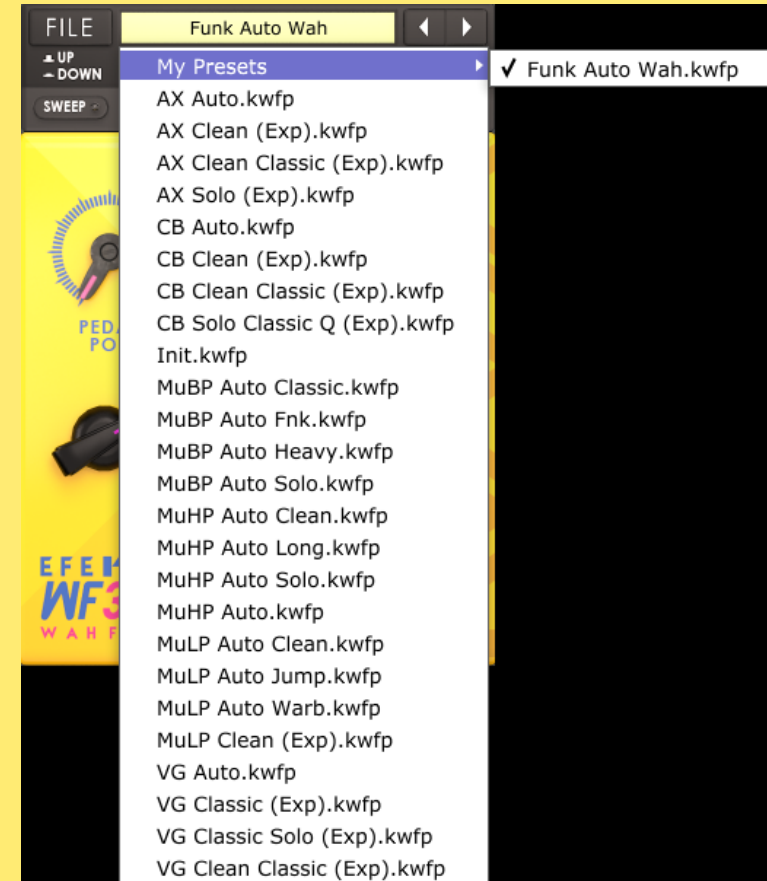 FILE
Funk Auto Wah
UP
DOWN
SWEEP
My Presets
✓ Funk Auto Wah.kwfp
AX Auto.kwfp
AX Clean (Exp).kwfp
AX Clean Classic (Exp).kwfp
AX Solo (Exp).kwfp
CB Auto.kwfp
CB Clean (Exp).kwfp
CB Clean Classic (Exp).kwfp
CB Solo Classic Q (Exp).kwfp
Init.kwfp
MuBP Auto Classic.kwfp
MuBP Auto Fnk.kwfp
MuBP Auto Heavy.kwfp
MuBP Auto Solo.kwfp
MuHP Auto Clean.kwfp
MuHP Auto Long.kwfp
MuHP Auto Solo.kwfp
MuHP Auto.kwfp
MuLP Auto Clean.kwfp
MuLP Auto Jump.kwfp
MuLP Auto Warb.kwfp
MuLP Clean (Exp).kwfp
VG Auto.kwfp
VG Classic (Exp).kwfp
VG Classic Solo (Exp).kwfp
VG Clean Classic (Exp).kwfp
WF3